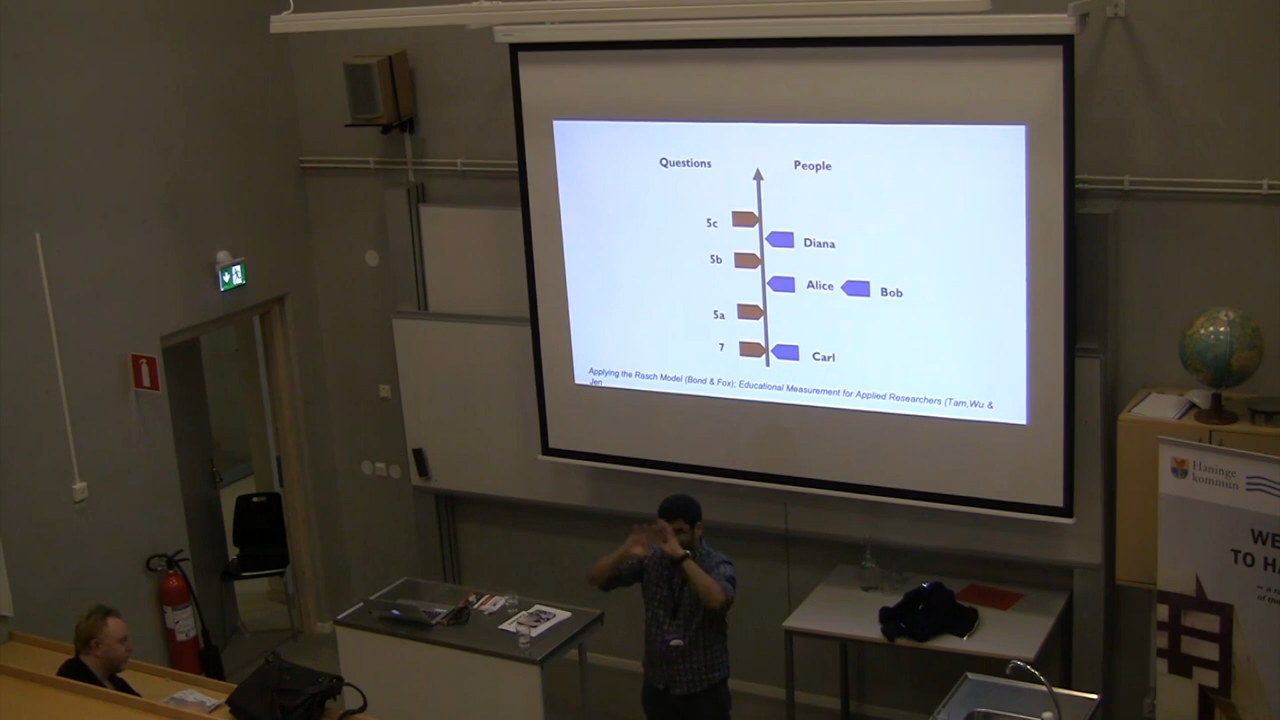 Questions
People
5c
Diana
5b
Alice
Bob
5a
7
Carl
Applying the Rasch Model (Bond & Fox); Educational Measurement for Applied Researchers (Tam,Wu &
Jen
Haninge
kommun
WE
TO HA